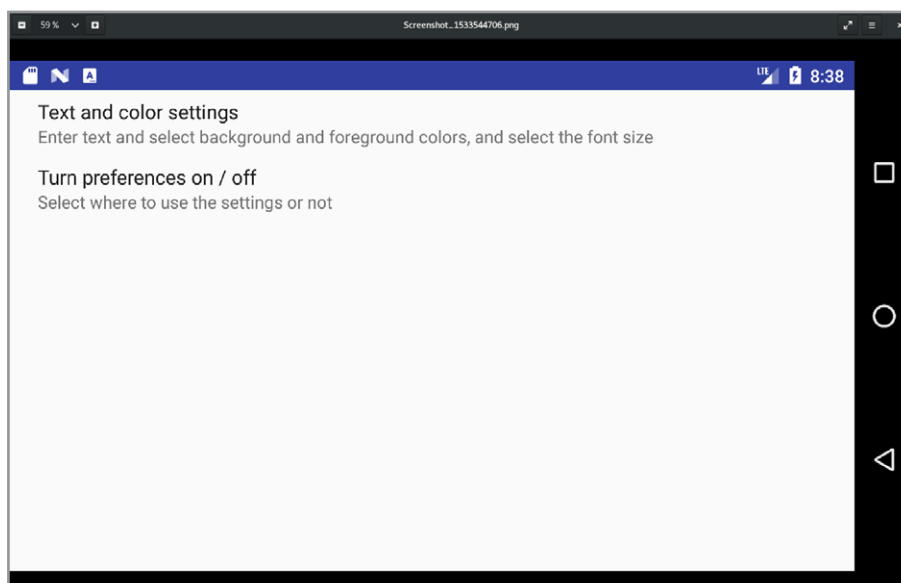 59 %
Screenshot_1533544706.png
LTE 8:38
Text and color settings
Enter text and select background and foreground colors, and select the font size
Turn preferences on / off
Select where to use the settings or not